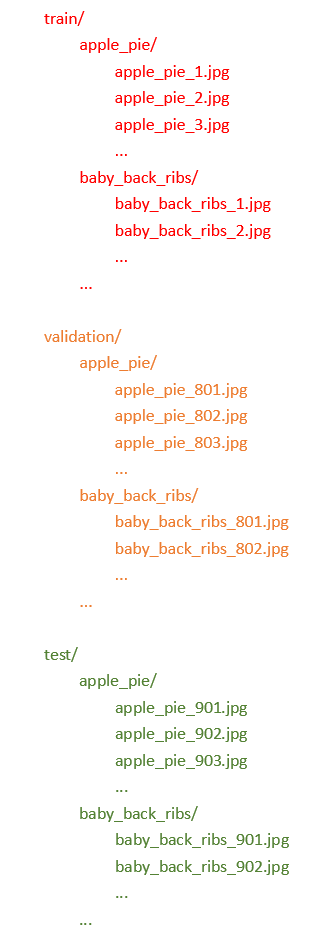 train/
apple_pie/
apple_pie_1.jpg
apple_pie_2.jpg
apple_pie_3.jpg
...
baby_back_ribs/
baby_back_ribs_1.jpg
baby_back_ribs_2.jpg
...
...
validation/
apple_pie/
apple_pie_801.jpg
apple_pie_802.jpg
apple_pie_803.jpg
...
baby_back_ribs/
baby_back_ribs_801.jpg
baby_back_ribs_802.jpg
...
...
test/
apple_pie/
apple_pie_901.jpg
apple_pie_902.jpg
apple_pie_903.jpg
...
baby_back_ribs/
baby_back_ribs_901.jpg
baby_back_ribs_902.jpg
...
...